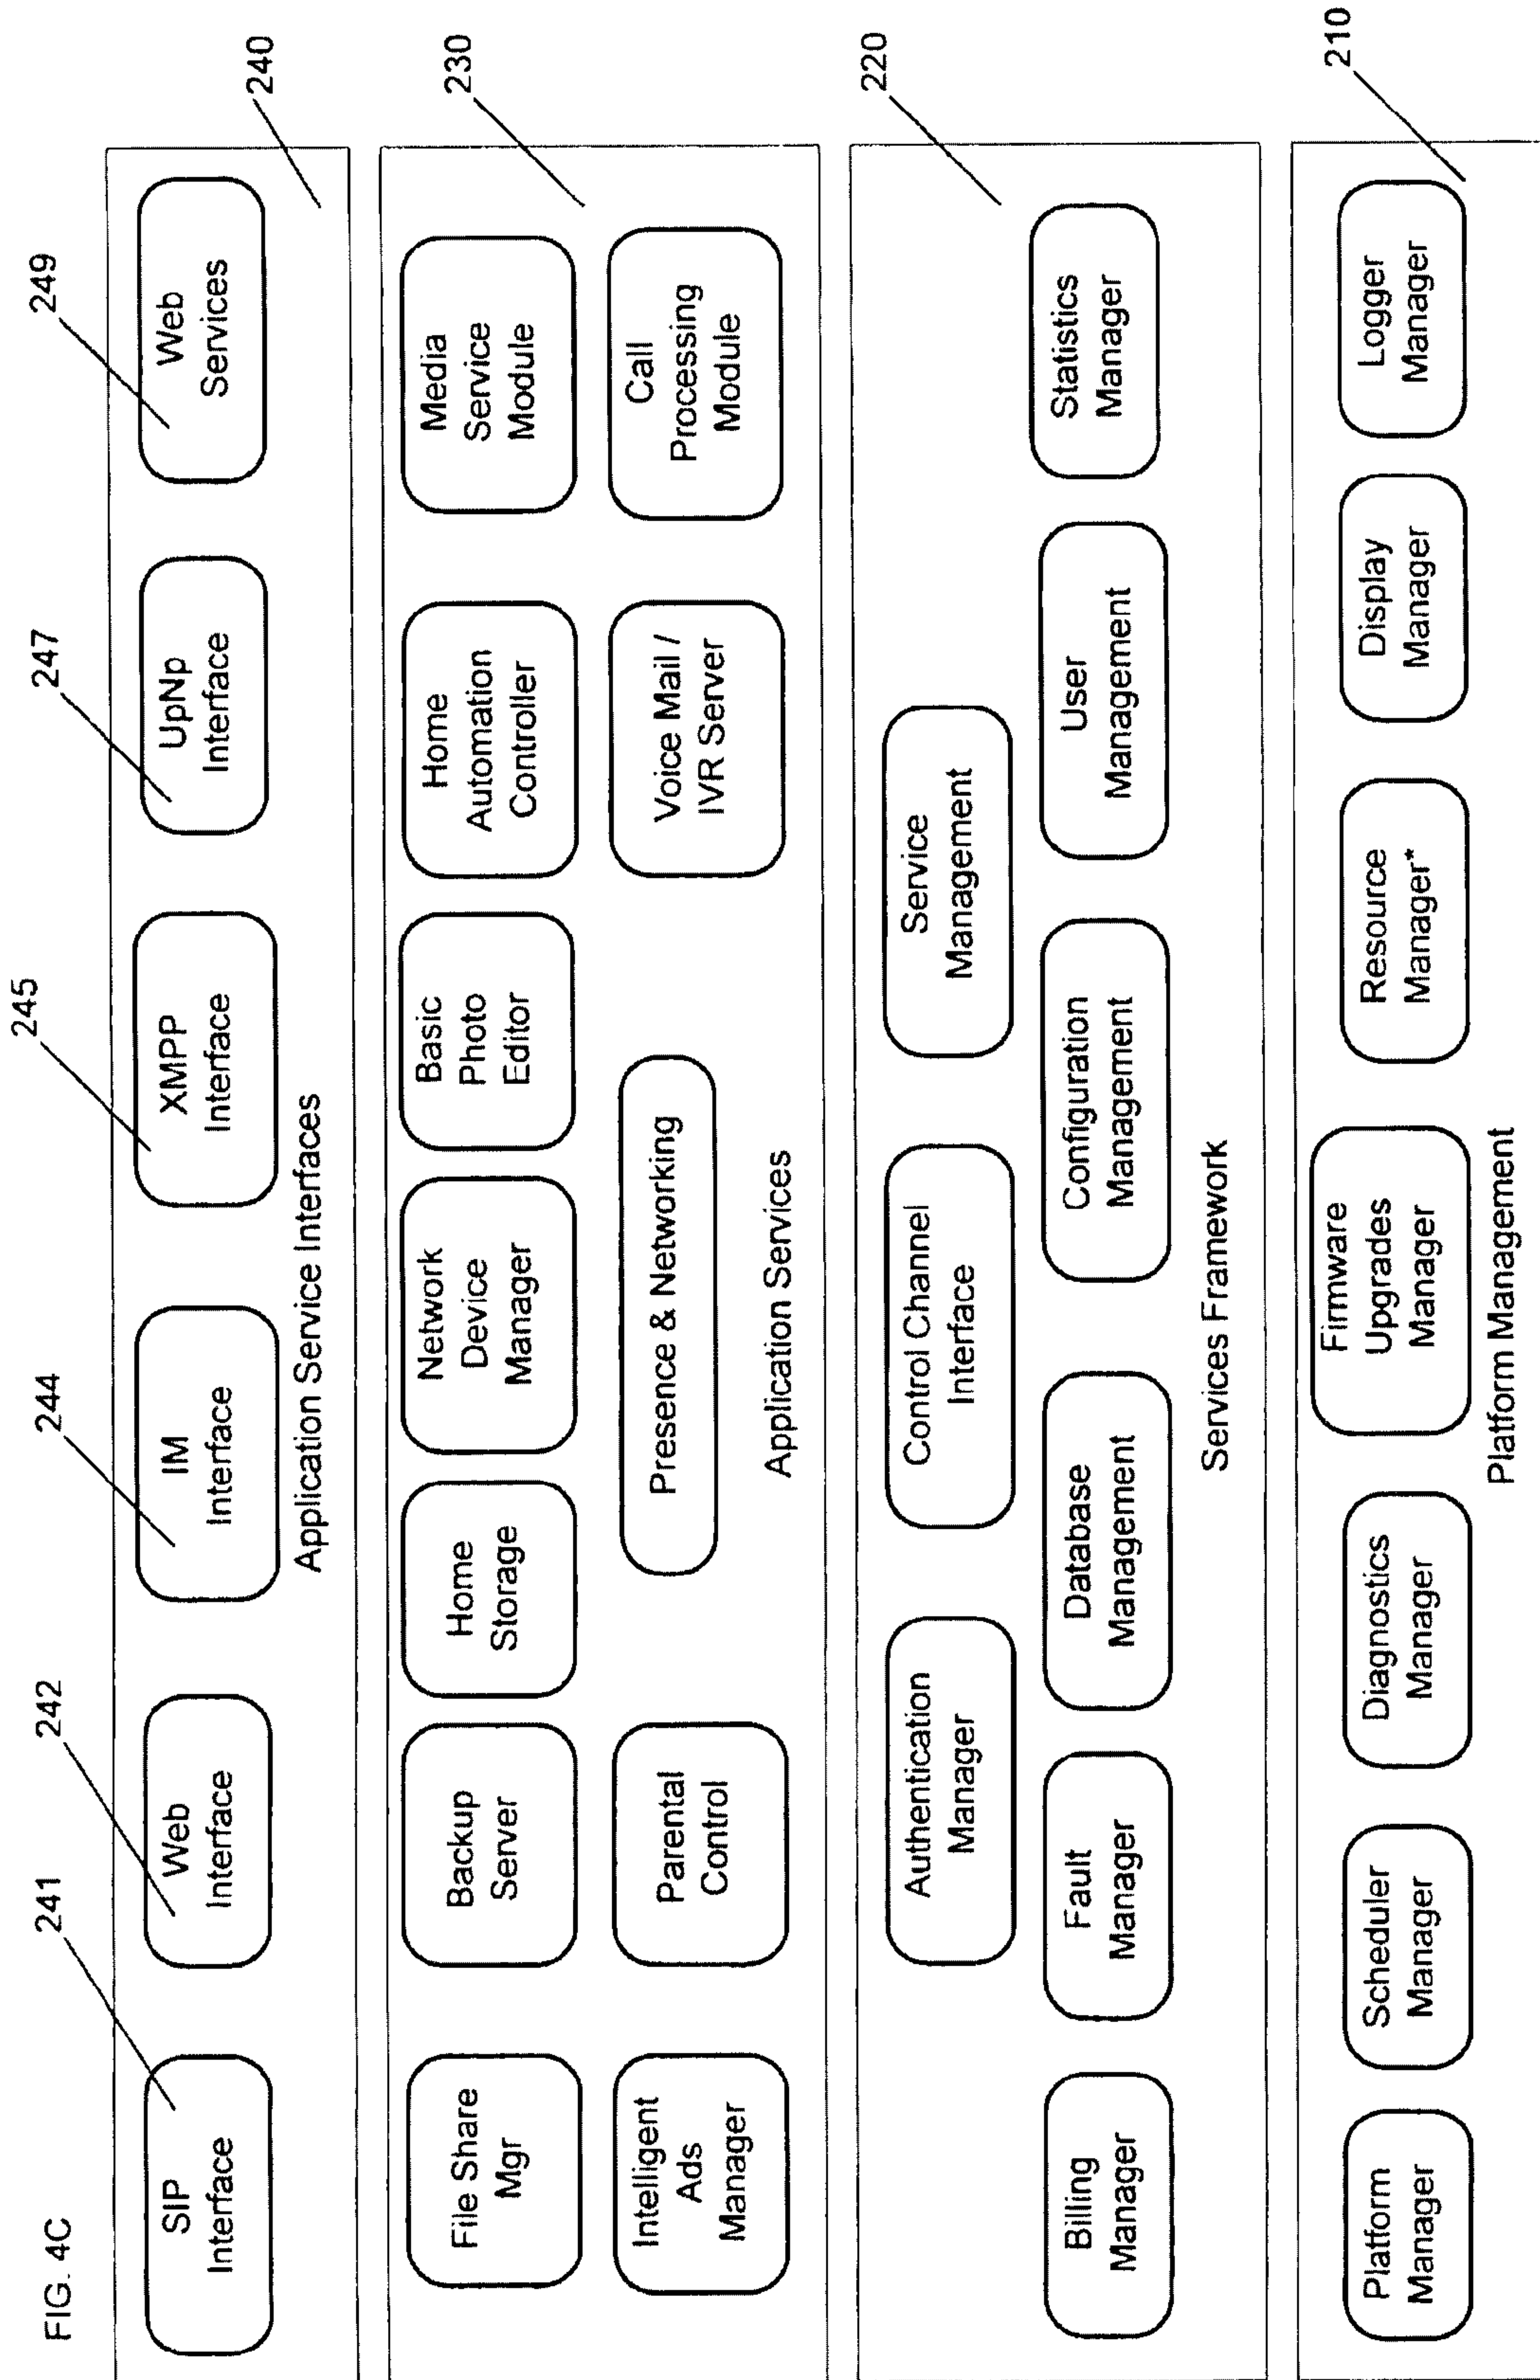 FIG. 4C
241
242
244
245
247
249
240
SIP
Interface
Web
Interface
IM
Interface
XMPP
Interface
UpNp
Interface
Web
Services
Application Service Interfaces
230
File Share
Mgr
Backup
Server
Home
Storage
Network
Device
Manager
Basic
Photo
Editor
Home
Automation
Controller
Media
Service
Module
Intelligent
Ads
Manager
Parental
Control
Presence & Networking
Voice Mail /
IVR Server
Call
Processing
Module
Application Services
220
Authentication
Manager
Control Channel
Interface
Service
Management
Billing
Manager
Fault
Manager
Database
Management
Configuration
Management
User
Management
Statistics
Manager
Services Framework
210
Platform
Manager
Scheduler
Manager
Diagnostics
Manager
Firmware
Upgrades
Manager
Resource
Manager*
Display
Manager
Logger
Manager
Platform Management